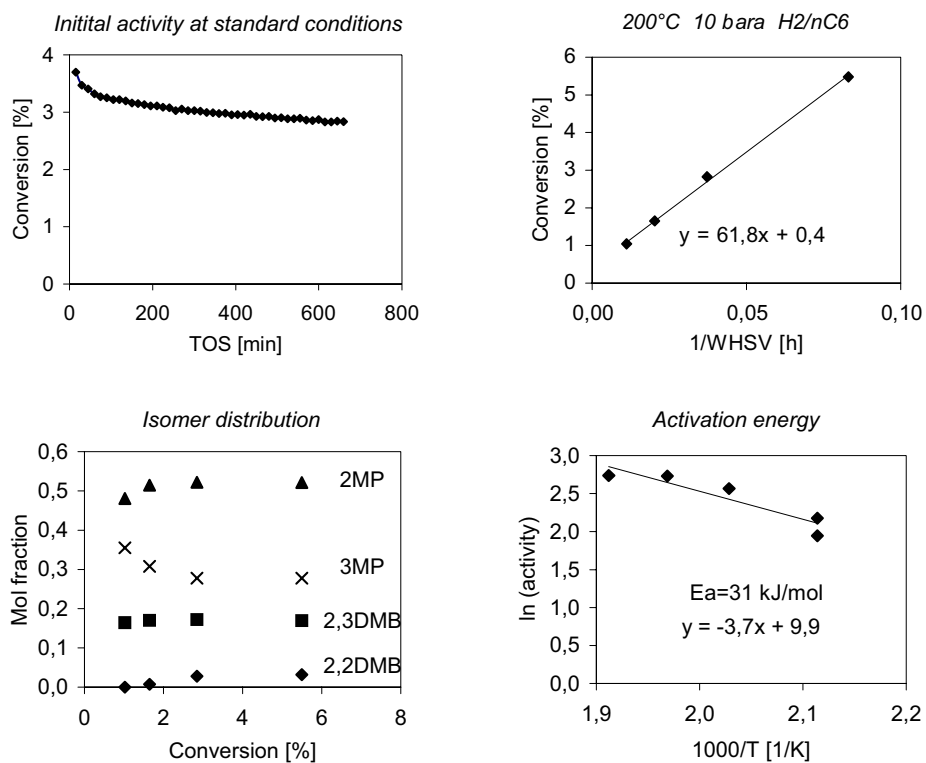 Initital activity at standard conditions
4
3
2
1
0
Conversion [%]
0 200 400 600 800
TOS [min]
200°C 10 bara H2/nC6
6
5
4
3
2
1
0
Conversion [%]
y = 61,8x + 0,4
0,00 0,05 0,10
1/WHSV [h]
Isomer distribution
0,6
0,5
0,4
0,3
0,2
0,1
0,0
Mol fraction
2MP
3MP
2,3DMB
2,2DMB
0 2 4 6 8
Conversion [%]
Activation energy
3,0
2,5
2,0
1,5
1,0
0,5
0,0
ln (activity)
Ea=31 kJ/mol
y = -3,7x + 9,9
1,9 2,0 2,1 2,2
1000/T [1/K]